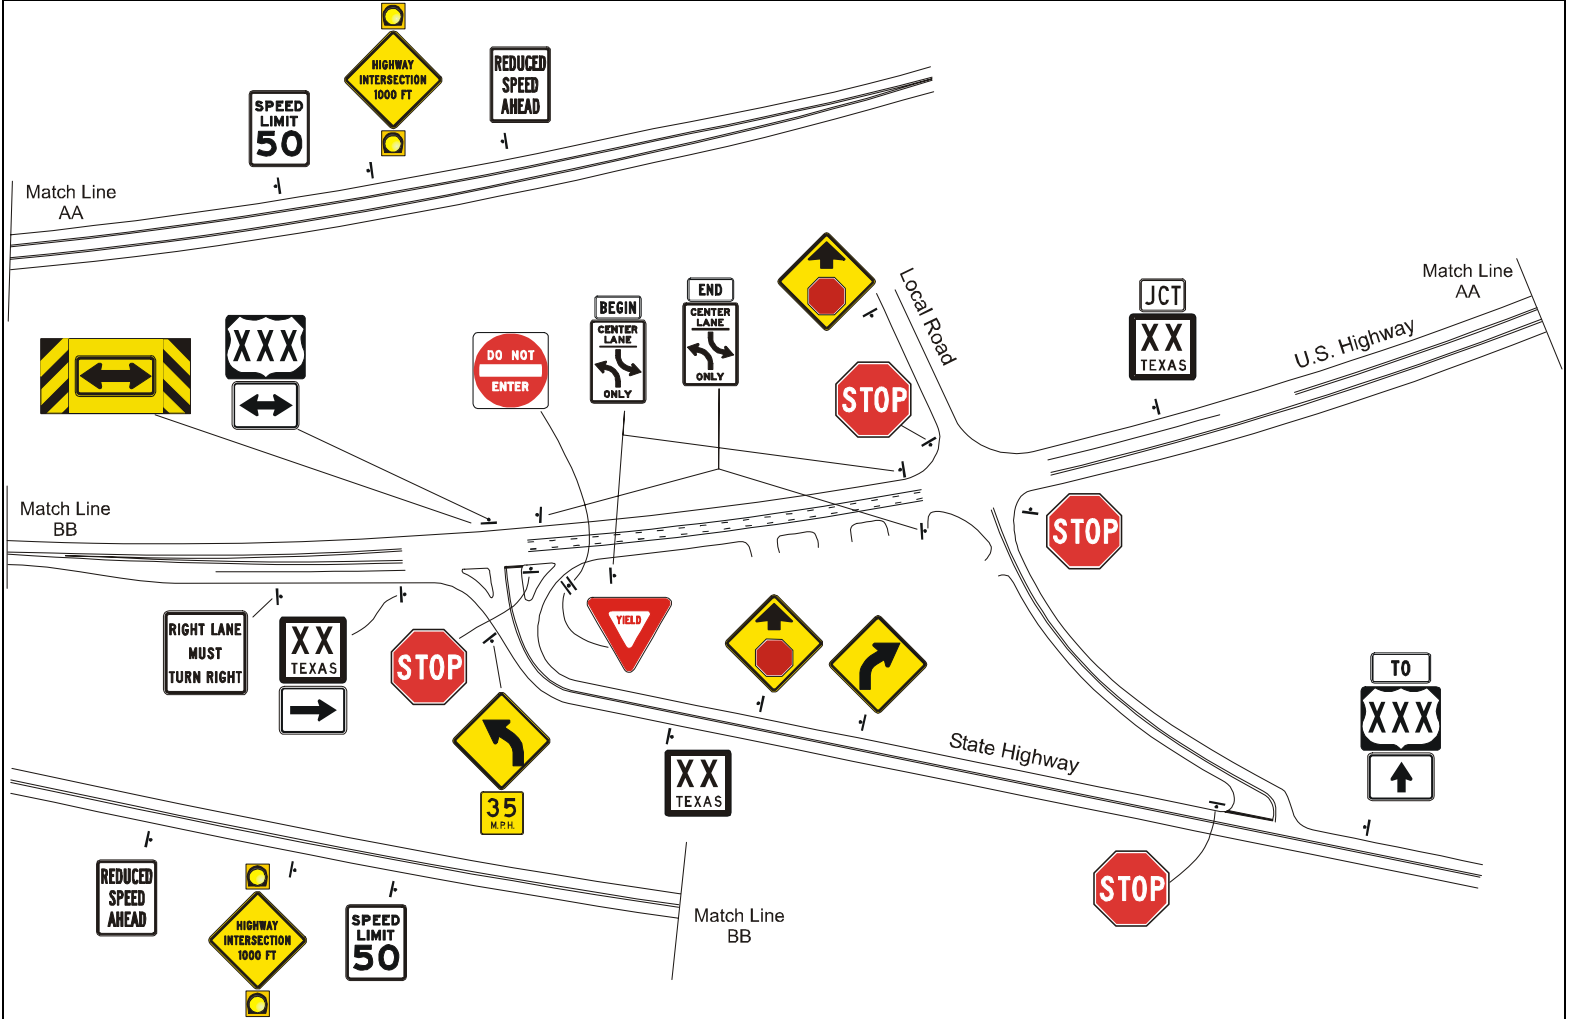 HIGHWAY
INTERSECTION
1000 FT
REDUCED
SPEED
AHEAD
SPEED
LIMIT
50
Match Line
AA
Local Road
JCT
XX
TEXAS
U.S. Highway
Match Line
AA
XXX
DO NOT
ENTER
BEGIN
CENTER
LANE
ONLY
END
CENTER
LANE
ONLY
STOP
Match Line
BB
STOP
RIGHT LANE
MUST
TURN RIGHT
XX
TEXAS
STOP
YIELD
35
M.P.H.
XX
TEXAS
State Highway
TO
XXX
STOP
REDUCED
SPEED
AHEAD
HIGHWAY
INTERSECTION
1000 FT
SPEED
LIMIT
50
Match Line
BB